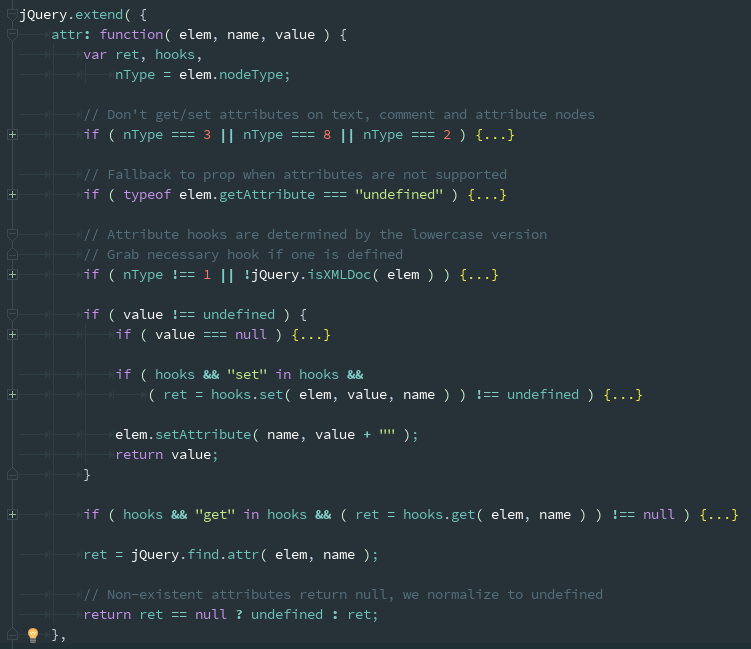 jQuery.extend( {
attr: function( elem, name, value ) {
var ret, hooks,
nType = elem.nodeType;
// Don't get/set attributes on text, comment and attribute nodes
if ( nType === 3 || nType === 8 || nType === 2 ) {...}
// Fallback to prop when attributes are not supported
if ( typeof elem.getAttribute === "undefined" ) {...}
// Attribute hooks are determined by the lowercase version
// Grab necessary hook if one is defined
if ( nType !== 1 || !jQuery.isXMLDoc( elem ) ) {...}
if ( value !== undefined ) {
if ( value === null ) {...}
if ( hooks && "set" in hooks &&
( ret = hooks.set( elem, value, name ) ) !== undefined ) {...}
elem.setAttribute( name, value + "" );
return value;
}
if ( hooks && "get" in hooks && ( ret = hooks.get( elem, name ) ) !== null ) {...}
ret = jQuery.find.attr( elem, name );
// Non-existent attributes return null, we normalize to undefined
return ret == null ? undefined : ret;
},